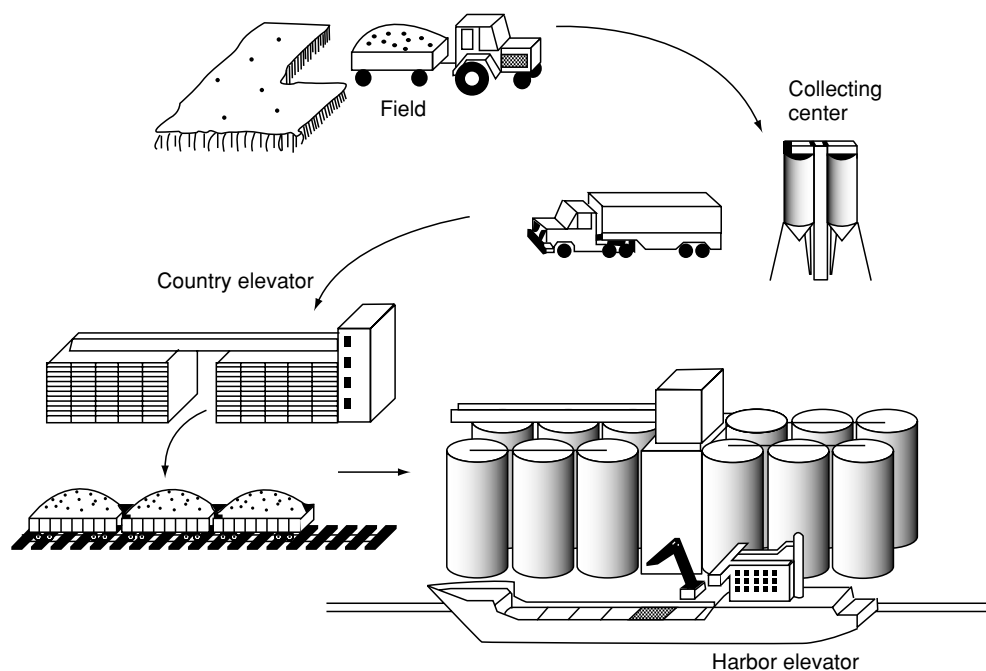 Field
Collecting
center
Country elevator
Harbor elevator